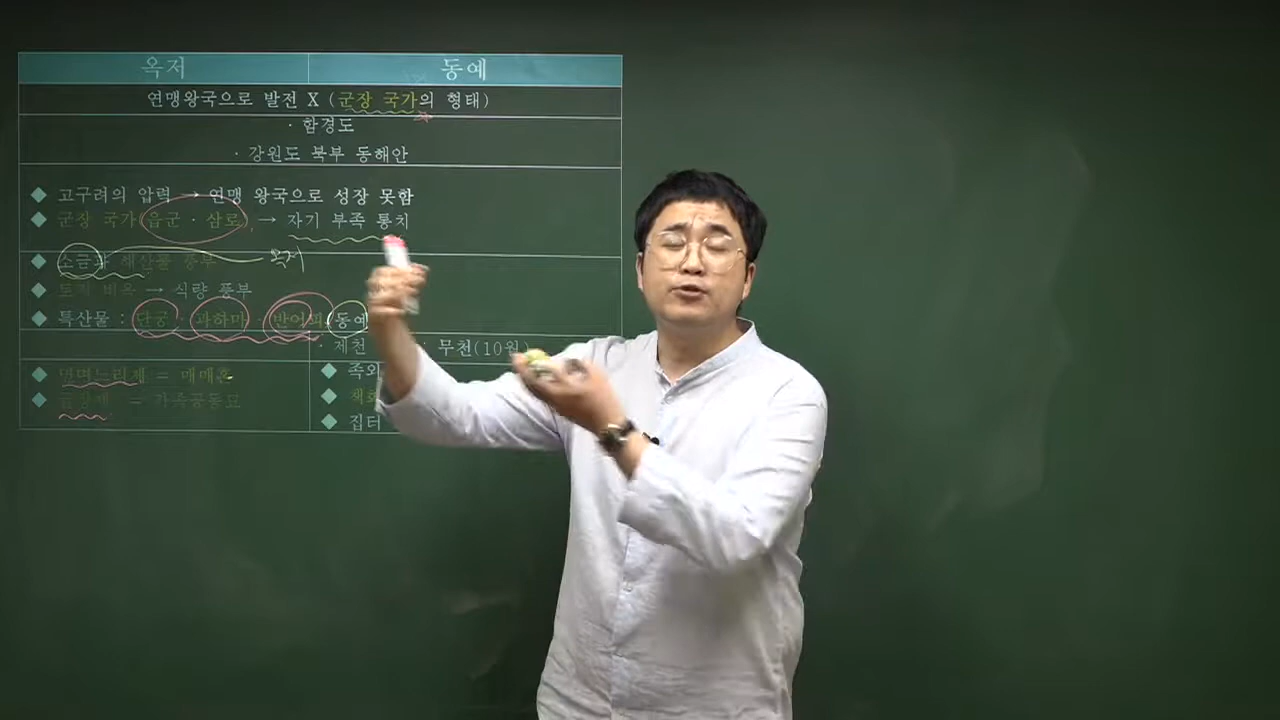 옥저 동예
연맹왕국으로 발전 X (군장 국가의 형태)
· 함경도
· 강원도 북부 동해안
◆ 고구려의 압력 → 연맹 왕국으로 성장 못함
◆ 군장 국가(읍군 · 삼로) → 자기 부족 통치
◆ 소금과 해산물 풍부 옥저
◆ 토지 비옥 → 식량 풍부
◆ 특산물 : 단궁 · 과하마 · 반어피 동예
· 제천 : 무천(10월)
◆ 민며느리제 = 매매혼 ◆ 족외
◆ 골장제 = 가족공동묘 ◆ 책화
◆ 집터